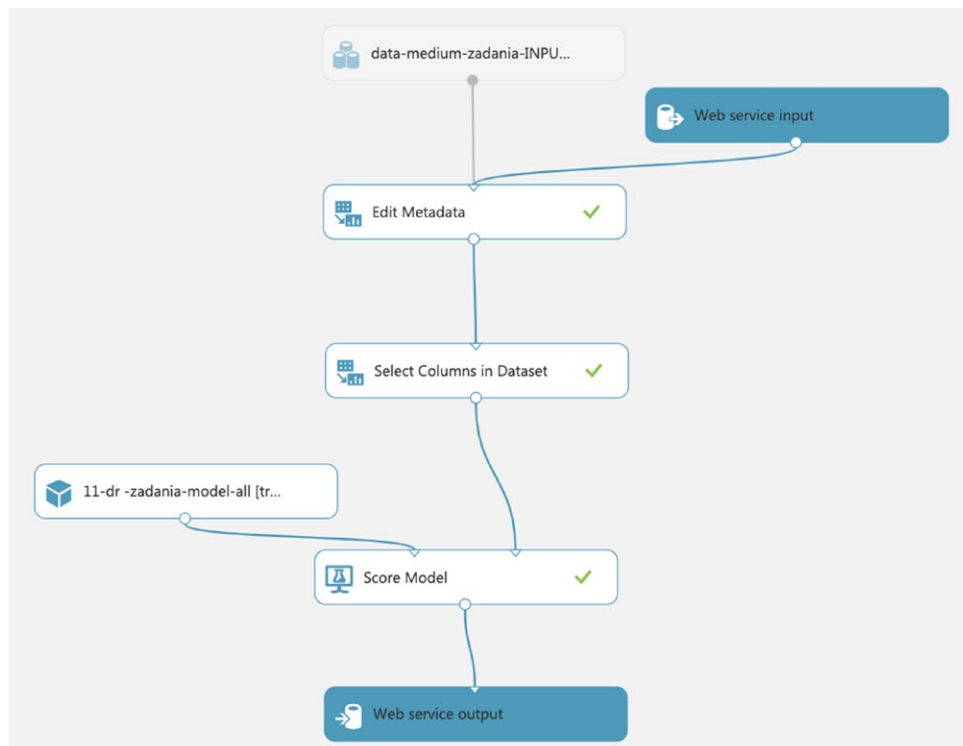 data-medium-zadania-INPU...
Web service input
Edit Metadata
Select Columns in Dataset
11-dr -zadania-model-all [tr...
Score Model
Web service output